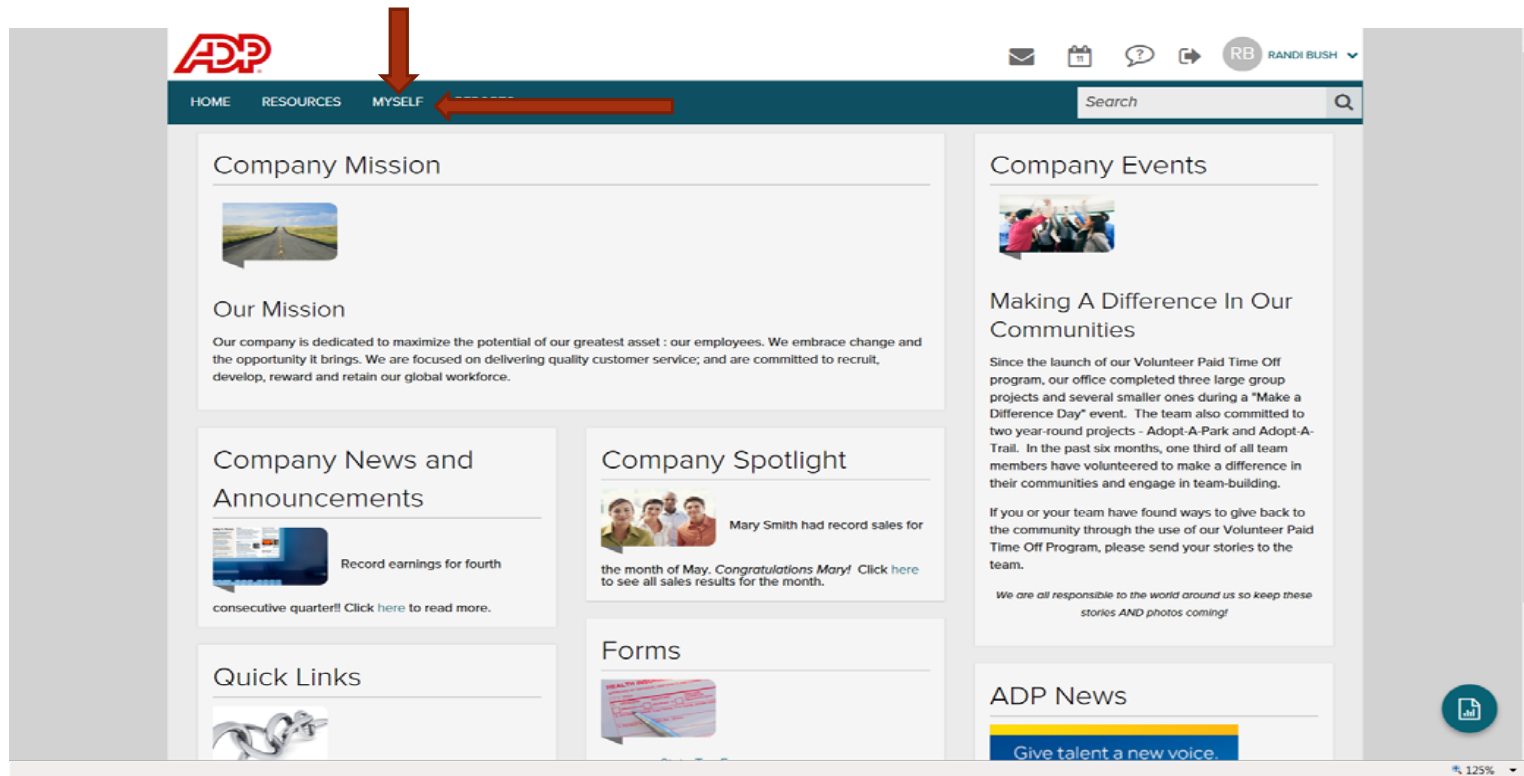 ADP
11
RB RANDI BUSH
HOME RESOURCES MYSELF
Search
Company Mission
Our Mission
Our company is dedicated to maximize the potential of our greatest asset : our employees. We embrace change and
the opportunity it brings. We are focused on delivering quality customer service; and are committed to recruit,
develop, reward and retain our global workforce.
Company News and
Announcements
Record earnings for fourth
consecutive quarter!! Click here to read more.
Quick Links
Company Spotlight
Mary Smith had record sales for
the month of May. Congratulations Mary! Click here
to see all sales results for the month.
Forms
Company Events
Making A Difference In Our
Communities
Since the launch of our Volunteer Paid Time Off
program, our office completed three large group
projects and several smaller ones during a "Make a
Difference Day" event. The team also committed to
two year-round projects - Adopt-A-Park and Adopt-A-
Trail. In the past six months, one third of all team
members have volunteered to make a difference in
their communities and engage in team-building.
If you or your team have found ways to give back to
the community through the use of our Volunteer Paid
Time Off Program, please send your stories to the
team.
We are all responsible to the world around us so keep these
stories AND photos coming!
ADP News
Give talent a new voice.
125%